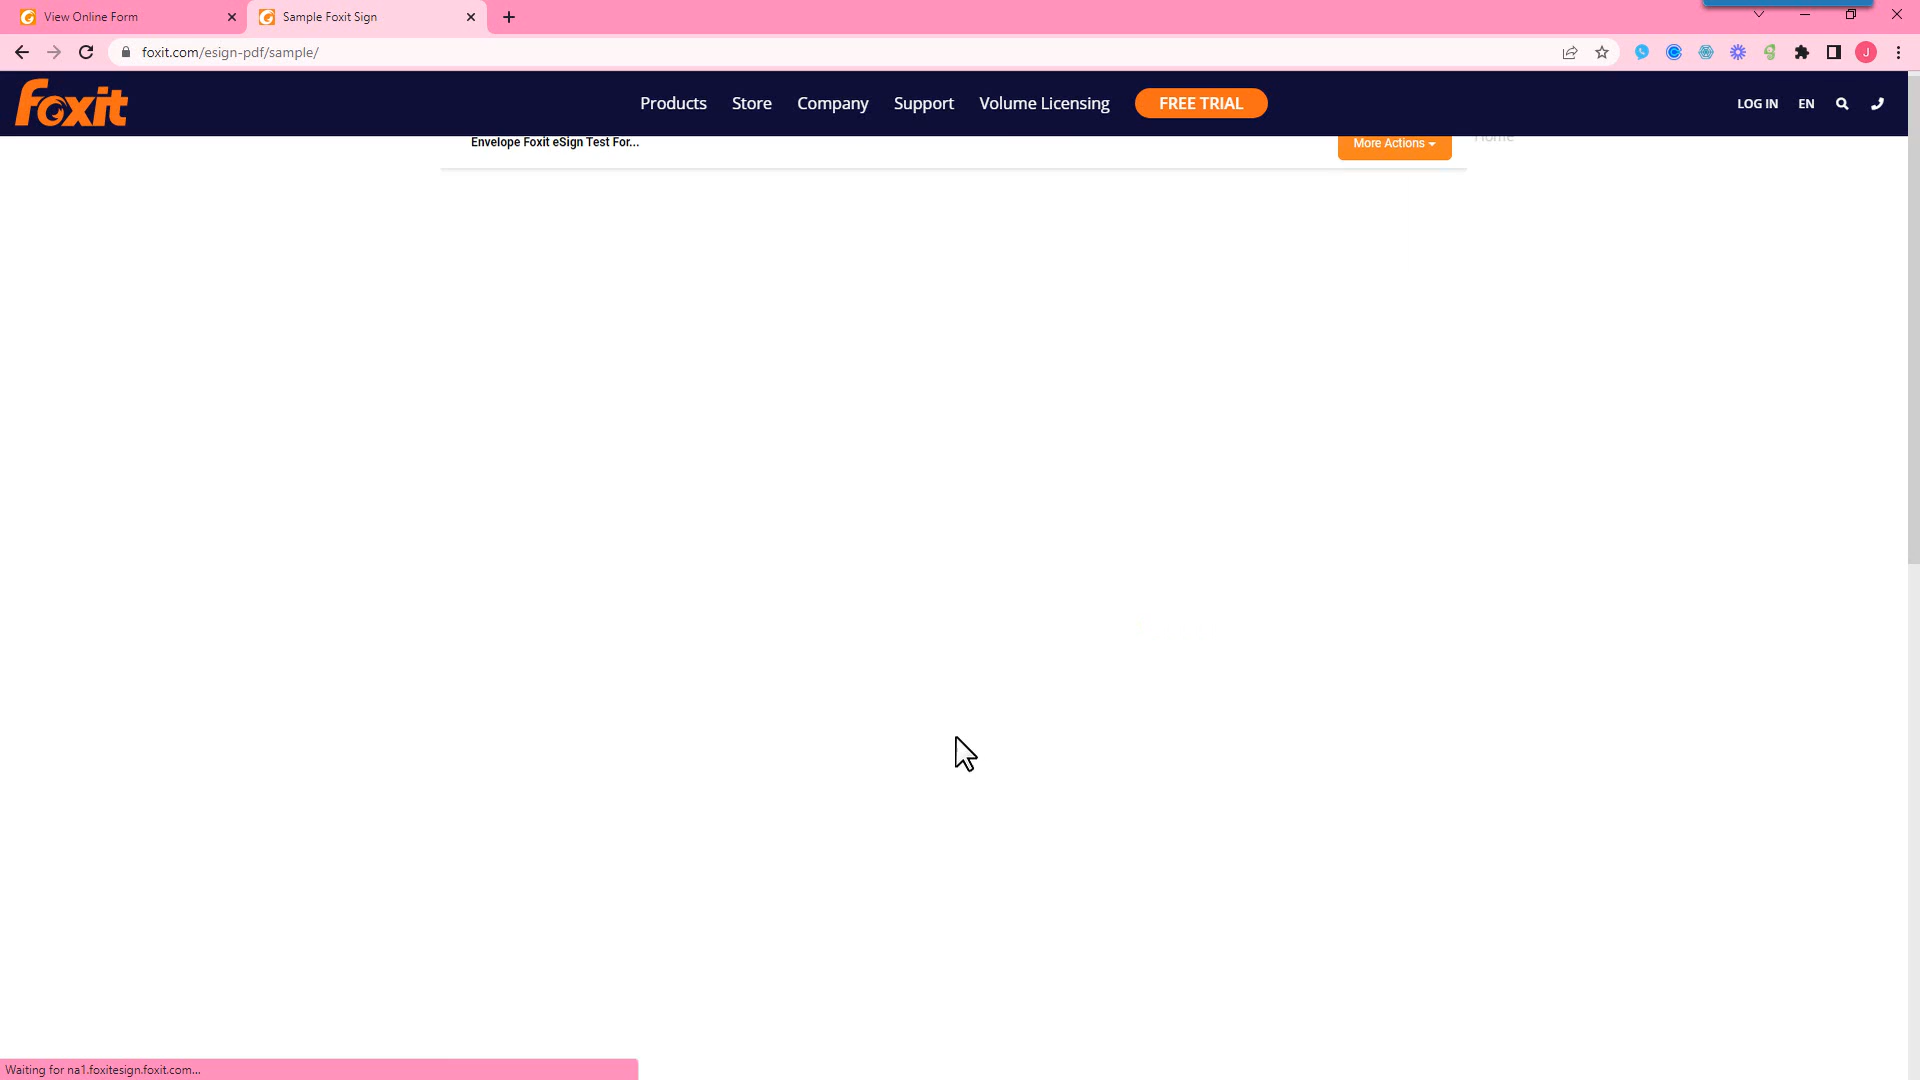 View Online Form
Sample Foxit Sign
foxit.com/esign-pdf/sample/
J
Foxit
Products
Store
Company
Support
Volume Licensing
FREE TRIAL
LOG IN
EN
Envelope Foxit eSign Test For...
More Actions
Home
Waiting for na1.foxitesign.foxit.com...